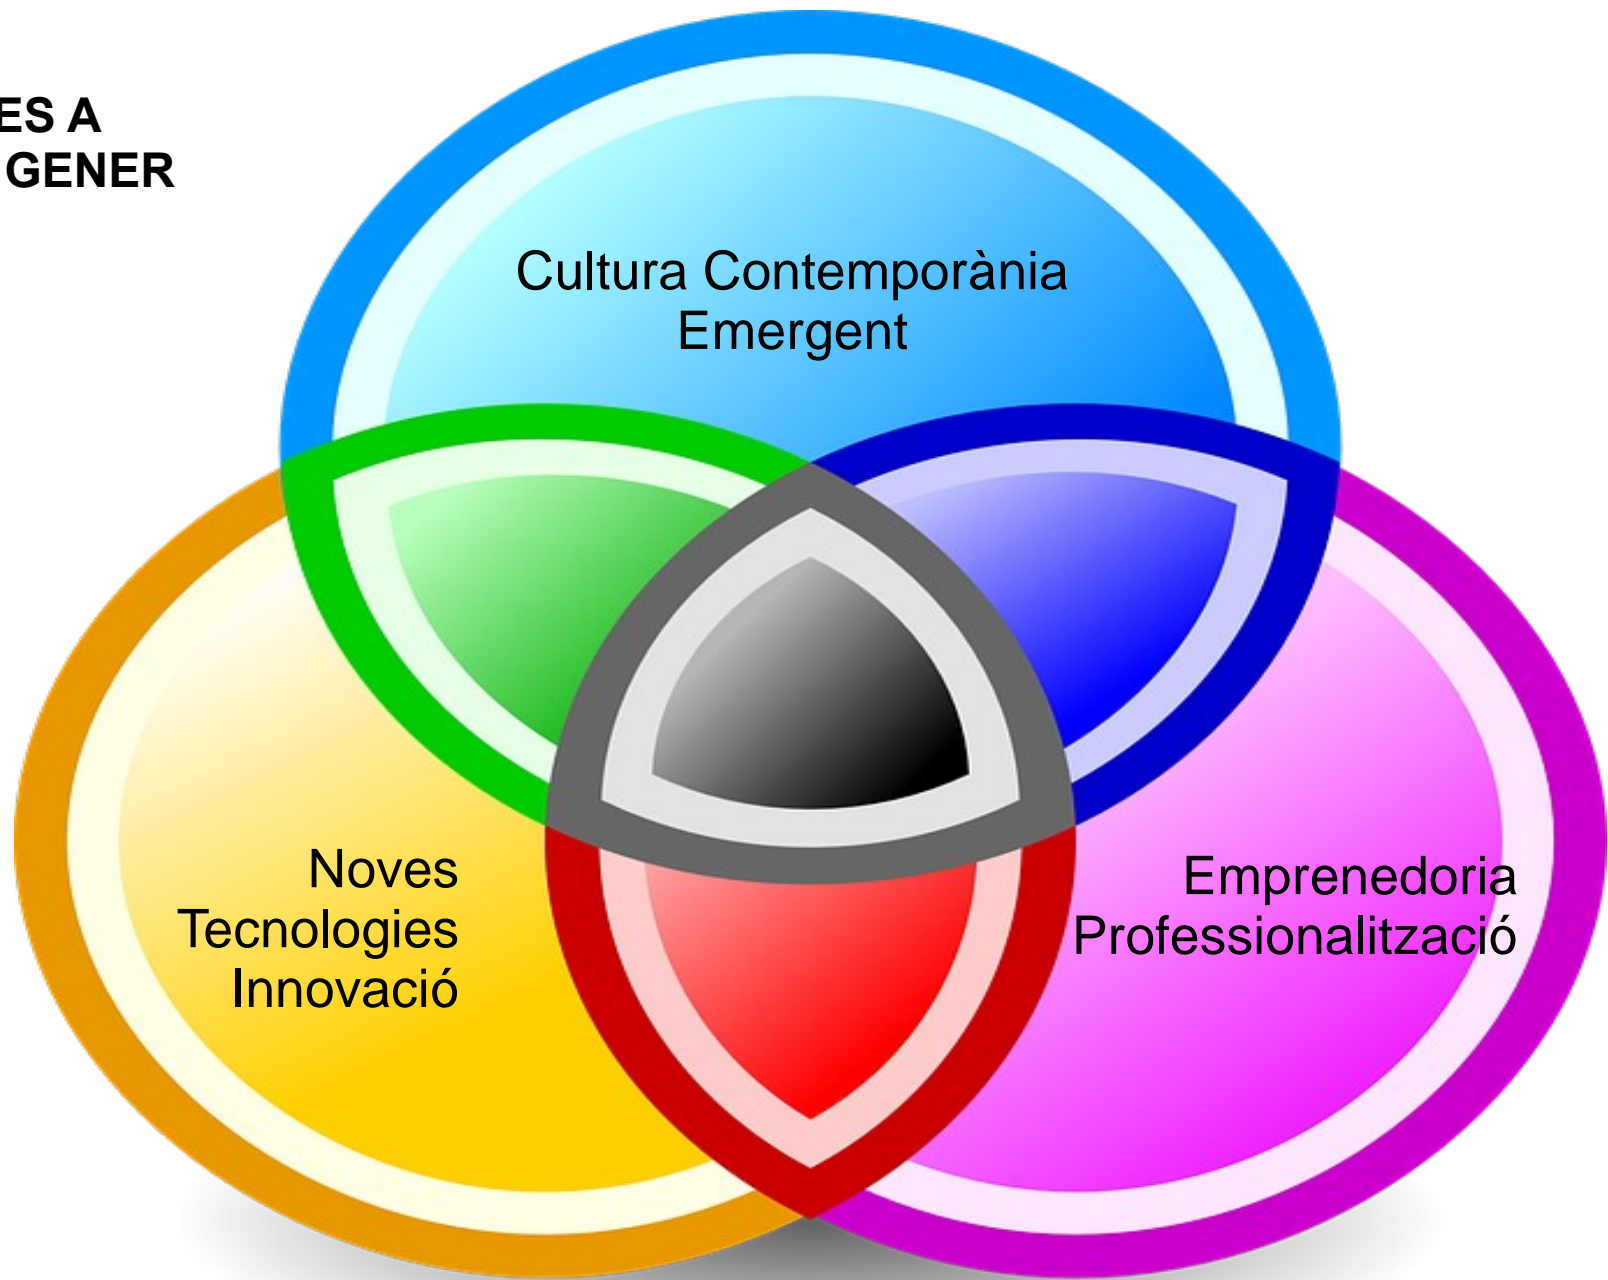 ES A
GENER
Cultura Contemporània
Emergent
Noves
Tecnologies
Innovació
Emprenedoria
Professionalització